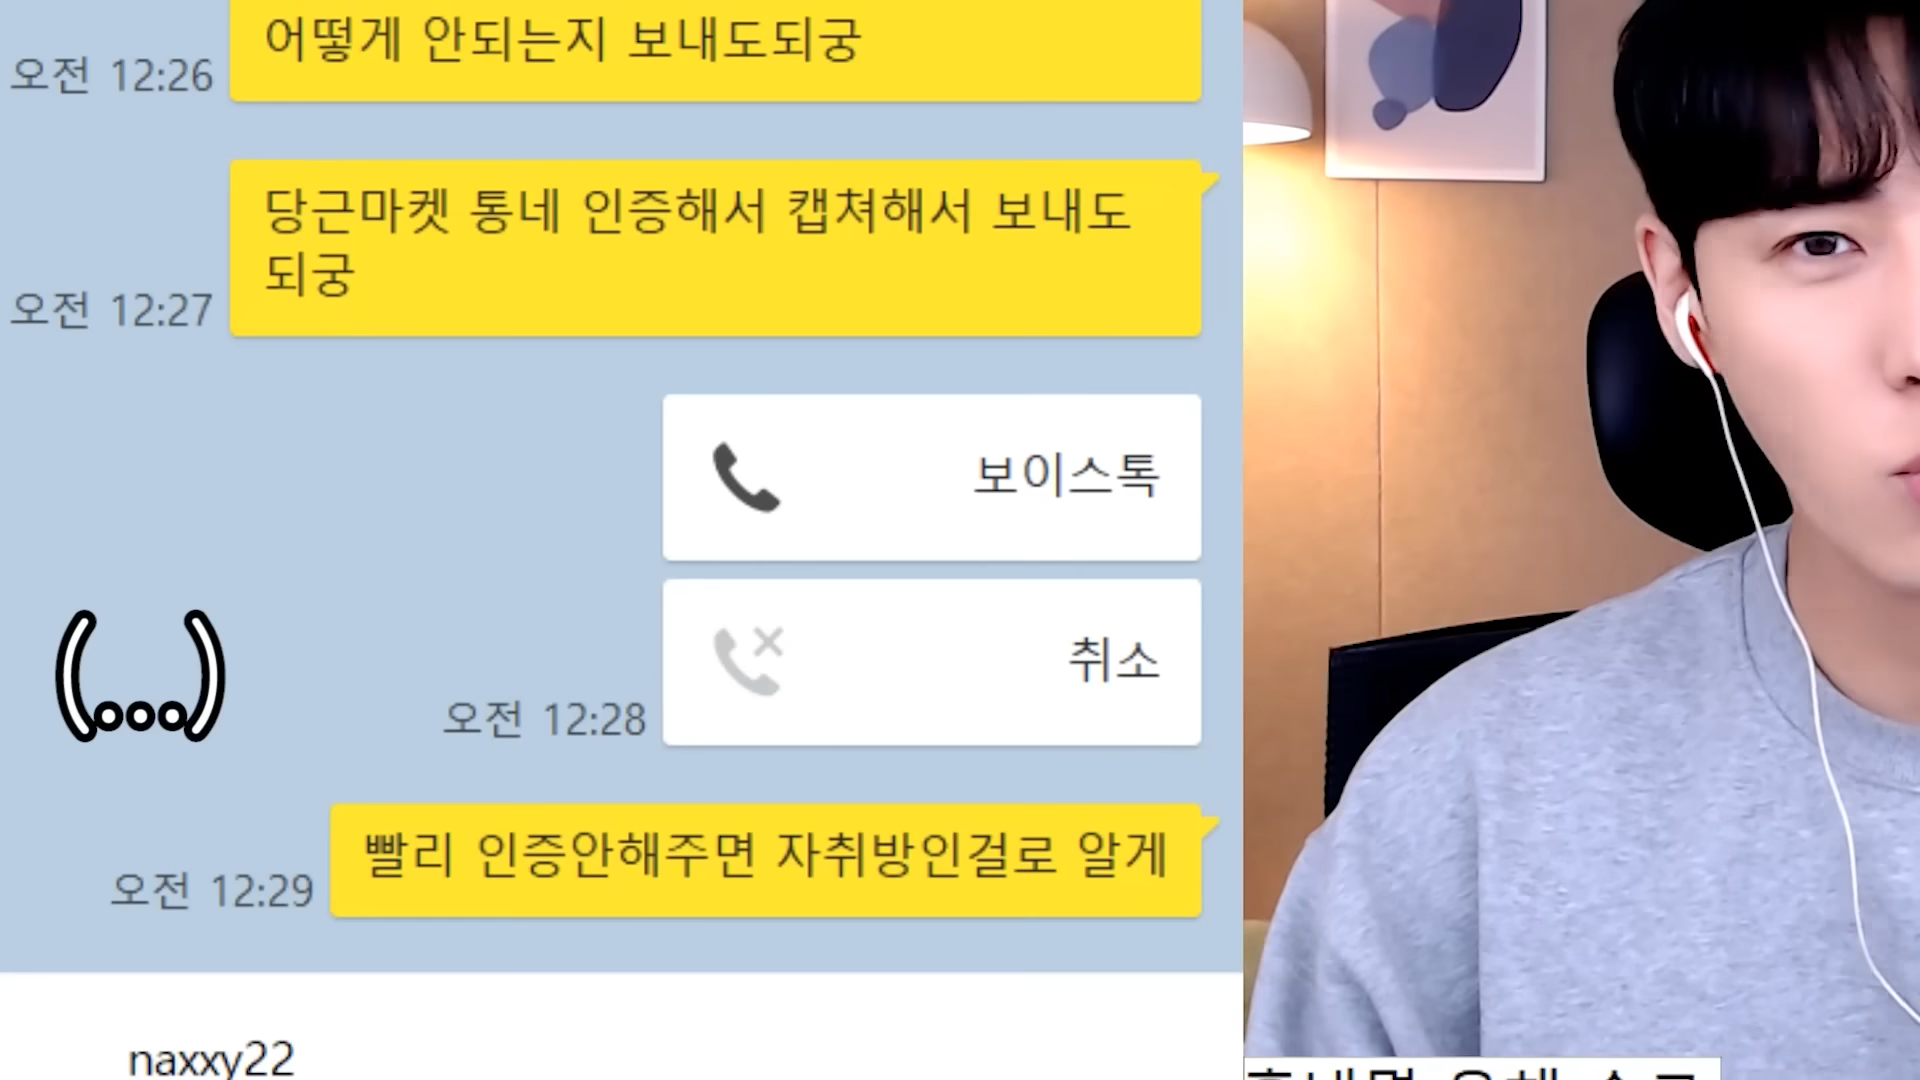 어떻게 안되는지 보내도되궁
오전 12:26
당근마켓 통네 인증해서 캡쳐해서 보내도
되궁
오전 12:27
보이스톡
취소
오전 12:28
(...)
빨리 인증안해주면 자취방인걸로 알게
오전 12:29
naxxy22